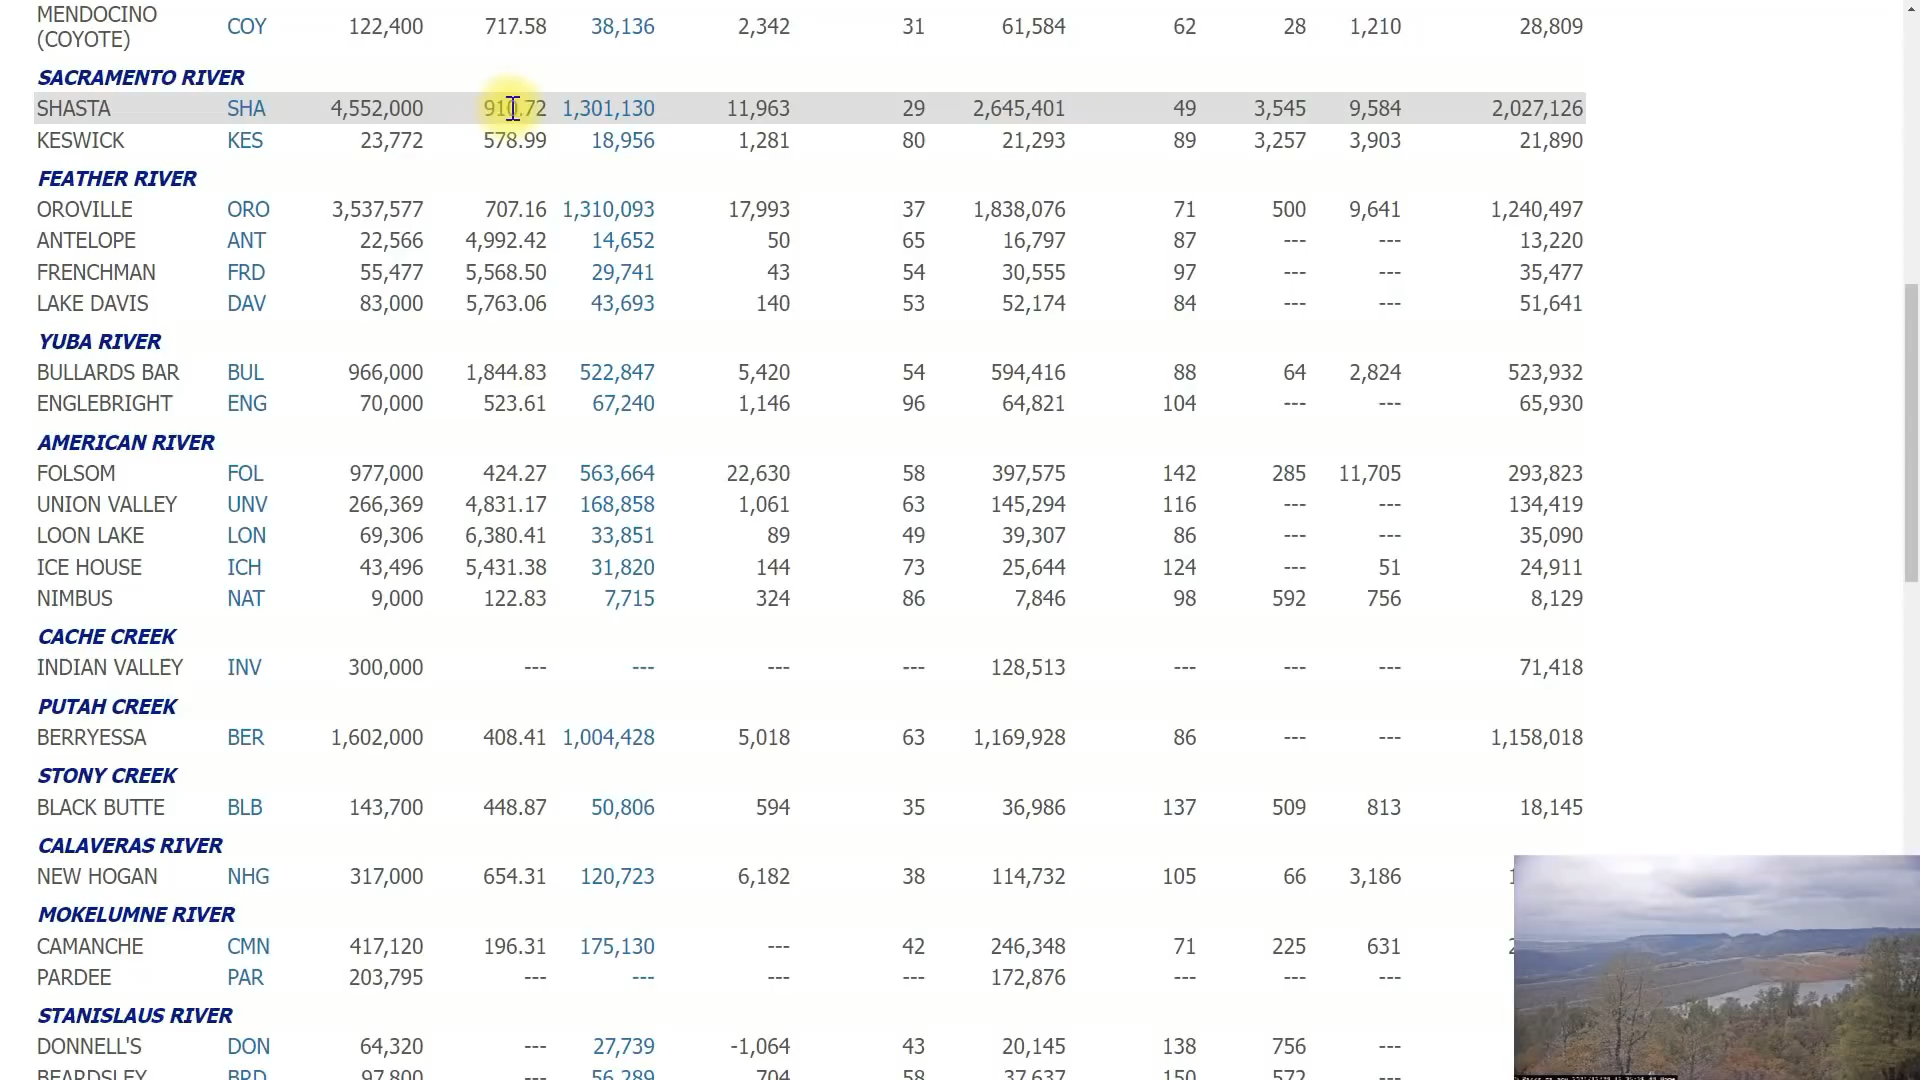 MENDOCINO
(COYOTE) COY 122,400 717.58 38,136 2,342 31 61,584 62 28 1,210 28,809
SACRAMENTO RIVER
SHASTA SHA 4,552,000 910.72 1,301,130 11,963 29 2,645,401 49 3,545 9,584 2,027,126
KESWICK KES 23,772 578.99 18,956 1,281 80 21,293 89 3,257 3,903 21,890
FEATHER RIVER
OROVILLE ORO 3,537,577 707.16 1,310,093 17,993 37 1,838,076 71 500 9,641 1,240,497
ANTELOPE ANT 22,566 4,992.42 14,652 50 65 16,797 87 --- --- 13,220
FRENCHMAN FRD 55,477 5,568.50 29,741 43 54 30,555 97 --- --- 35,477
LAKE DAVIS DAV 83,000 5,763.06 43,693 140 53 52,174 84 --- --- 51,641
YUBA RIVER
BULLARDS BAR BUL 966,000 1,844.83 522,847 5,420 54 594,416 88 64 2,824 523,932
ENGLEBRIGHT ENG 70,000 523.61 67,240 1,146 96 64,821 104 --- --- 65,930
AMERICAN RIVER
FOLSOM FOL 977,000 424.27 563,664 22,630 58 397,575 142 285 11,705 293,823
UNION VALLEY UNV 266,369 4,831.17 168,858 1,061 63 145,294 116 --- --- 134,419
LOON LAKE LON 69,306 6,380.41 33,851 89 49 39,307 86 --- --- 35,090
ICE HOUSE ICH 43,496 5,431.38 31,820 144 73 25,644 124 --- 51 24,911
NIMBUS NAT 9,000 122.83 7,715 324 86 7,846 98 592 756 8,129
CACHE CREEK
INDIAN VALLEY INV 300,000 --- --- --- --- 128,513 --- --- --- 71,418
PUTAH CREEK
BERRYESSA BER 1,602,000 408.41 1,004,428 5,018 63 1,169,928 86 --- --- 1,158,018
STONY CREEK
BLACK BUTTE BLB 143,700 448.87 50,806 594 35 36,986 137 509 813 18,145
CALAVERAS RIVER
NEW HOGAN NHG 317,000 654.31 120,723 6,182 38 114,732 105 66 3,186
MOKELUMNE RIVER
CAMANCHE CMN 417,120 196.31 175,130 --- 42 246,348 71 225 631
PARDEE PAR 203,795 --- --- --- --- 172,876 --- --- ---
STANISLAUS RIVER
DONNELL'S DON 64,320 --- 27,739 -1,064 43 20,145 138 756 ---
BEARDSLEY BRD 97,800 --- 56,289 704 58 37,637 150 572 ---